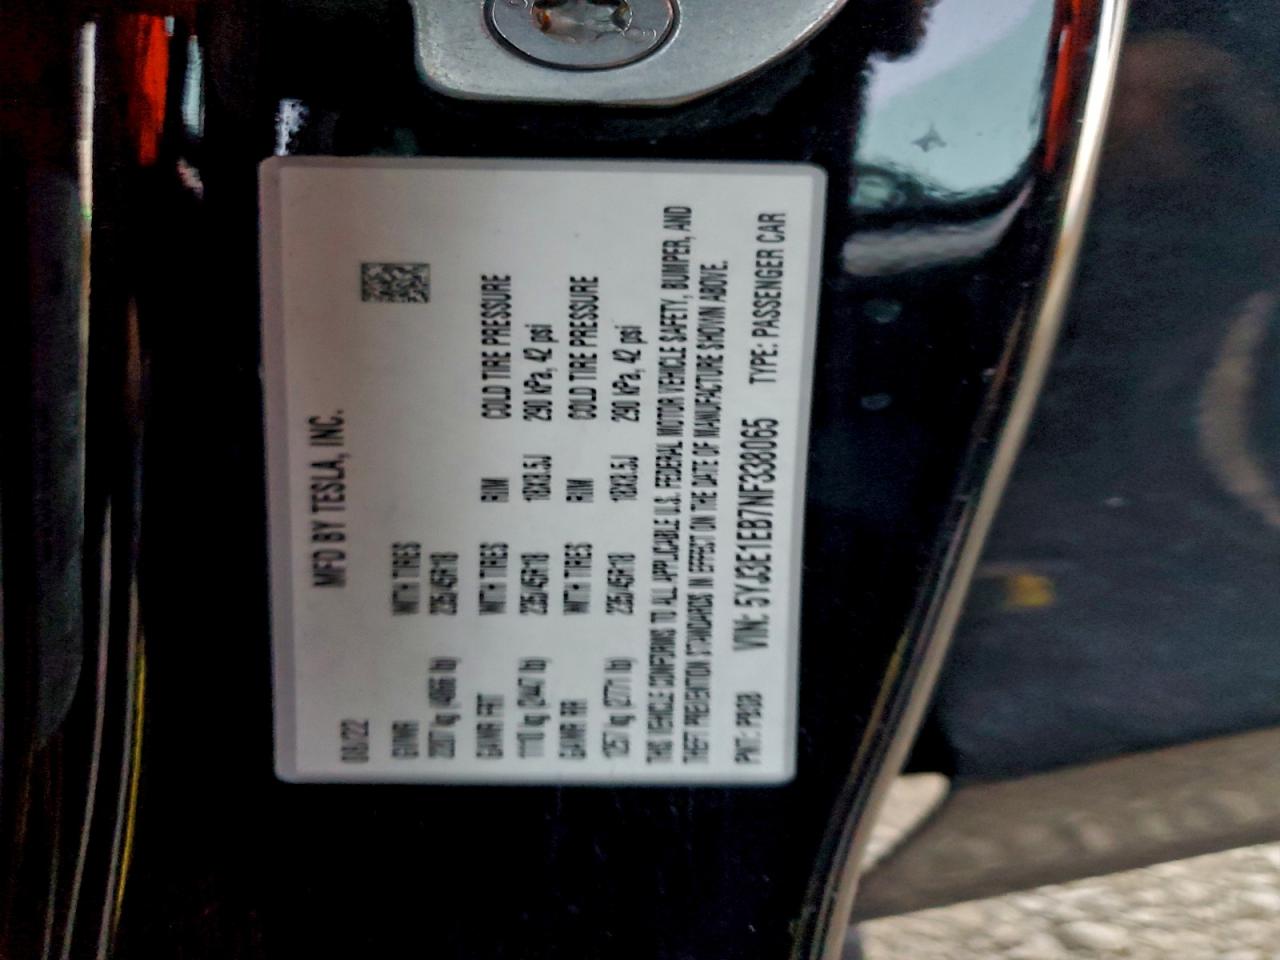 MFD BY TESLA, INC.
08/22
GVWR WITH TIRES
2207 kg (4866 lb) 235/45R18
GAWR FRT WITH TIRES RIM COLD TIRE PRESSURE
1110 kg (2447 lb) 235/45R18 18X8.5J 290 kPa, 42 psi
GAWR RR WITH TIRES RIM COLD TIRE PRESSURE
1257 kg (2771 lb) 235/45R18 18X8.5J 290 kPa, 42 psi
THIS VEHICLE CONFORMS TO ALL APPLICABLE U.S. FEDERAL MOTOR VEHICLE SAFETY, BUMPER, AND
THEFT PREVENTION STANDARDS IN EFFECT ON THE DATE OF MANUFACTURE SHOWN ABOVE.
PNT: VIN: 5YJ3E1EB7NF338065 TYPE: PASSENGER CAR